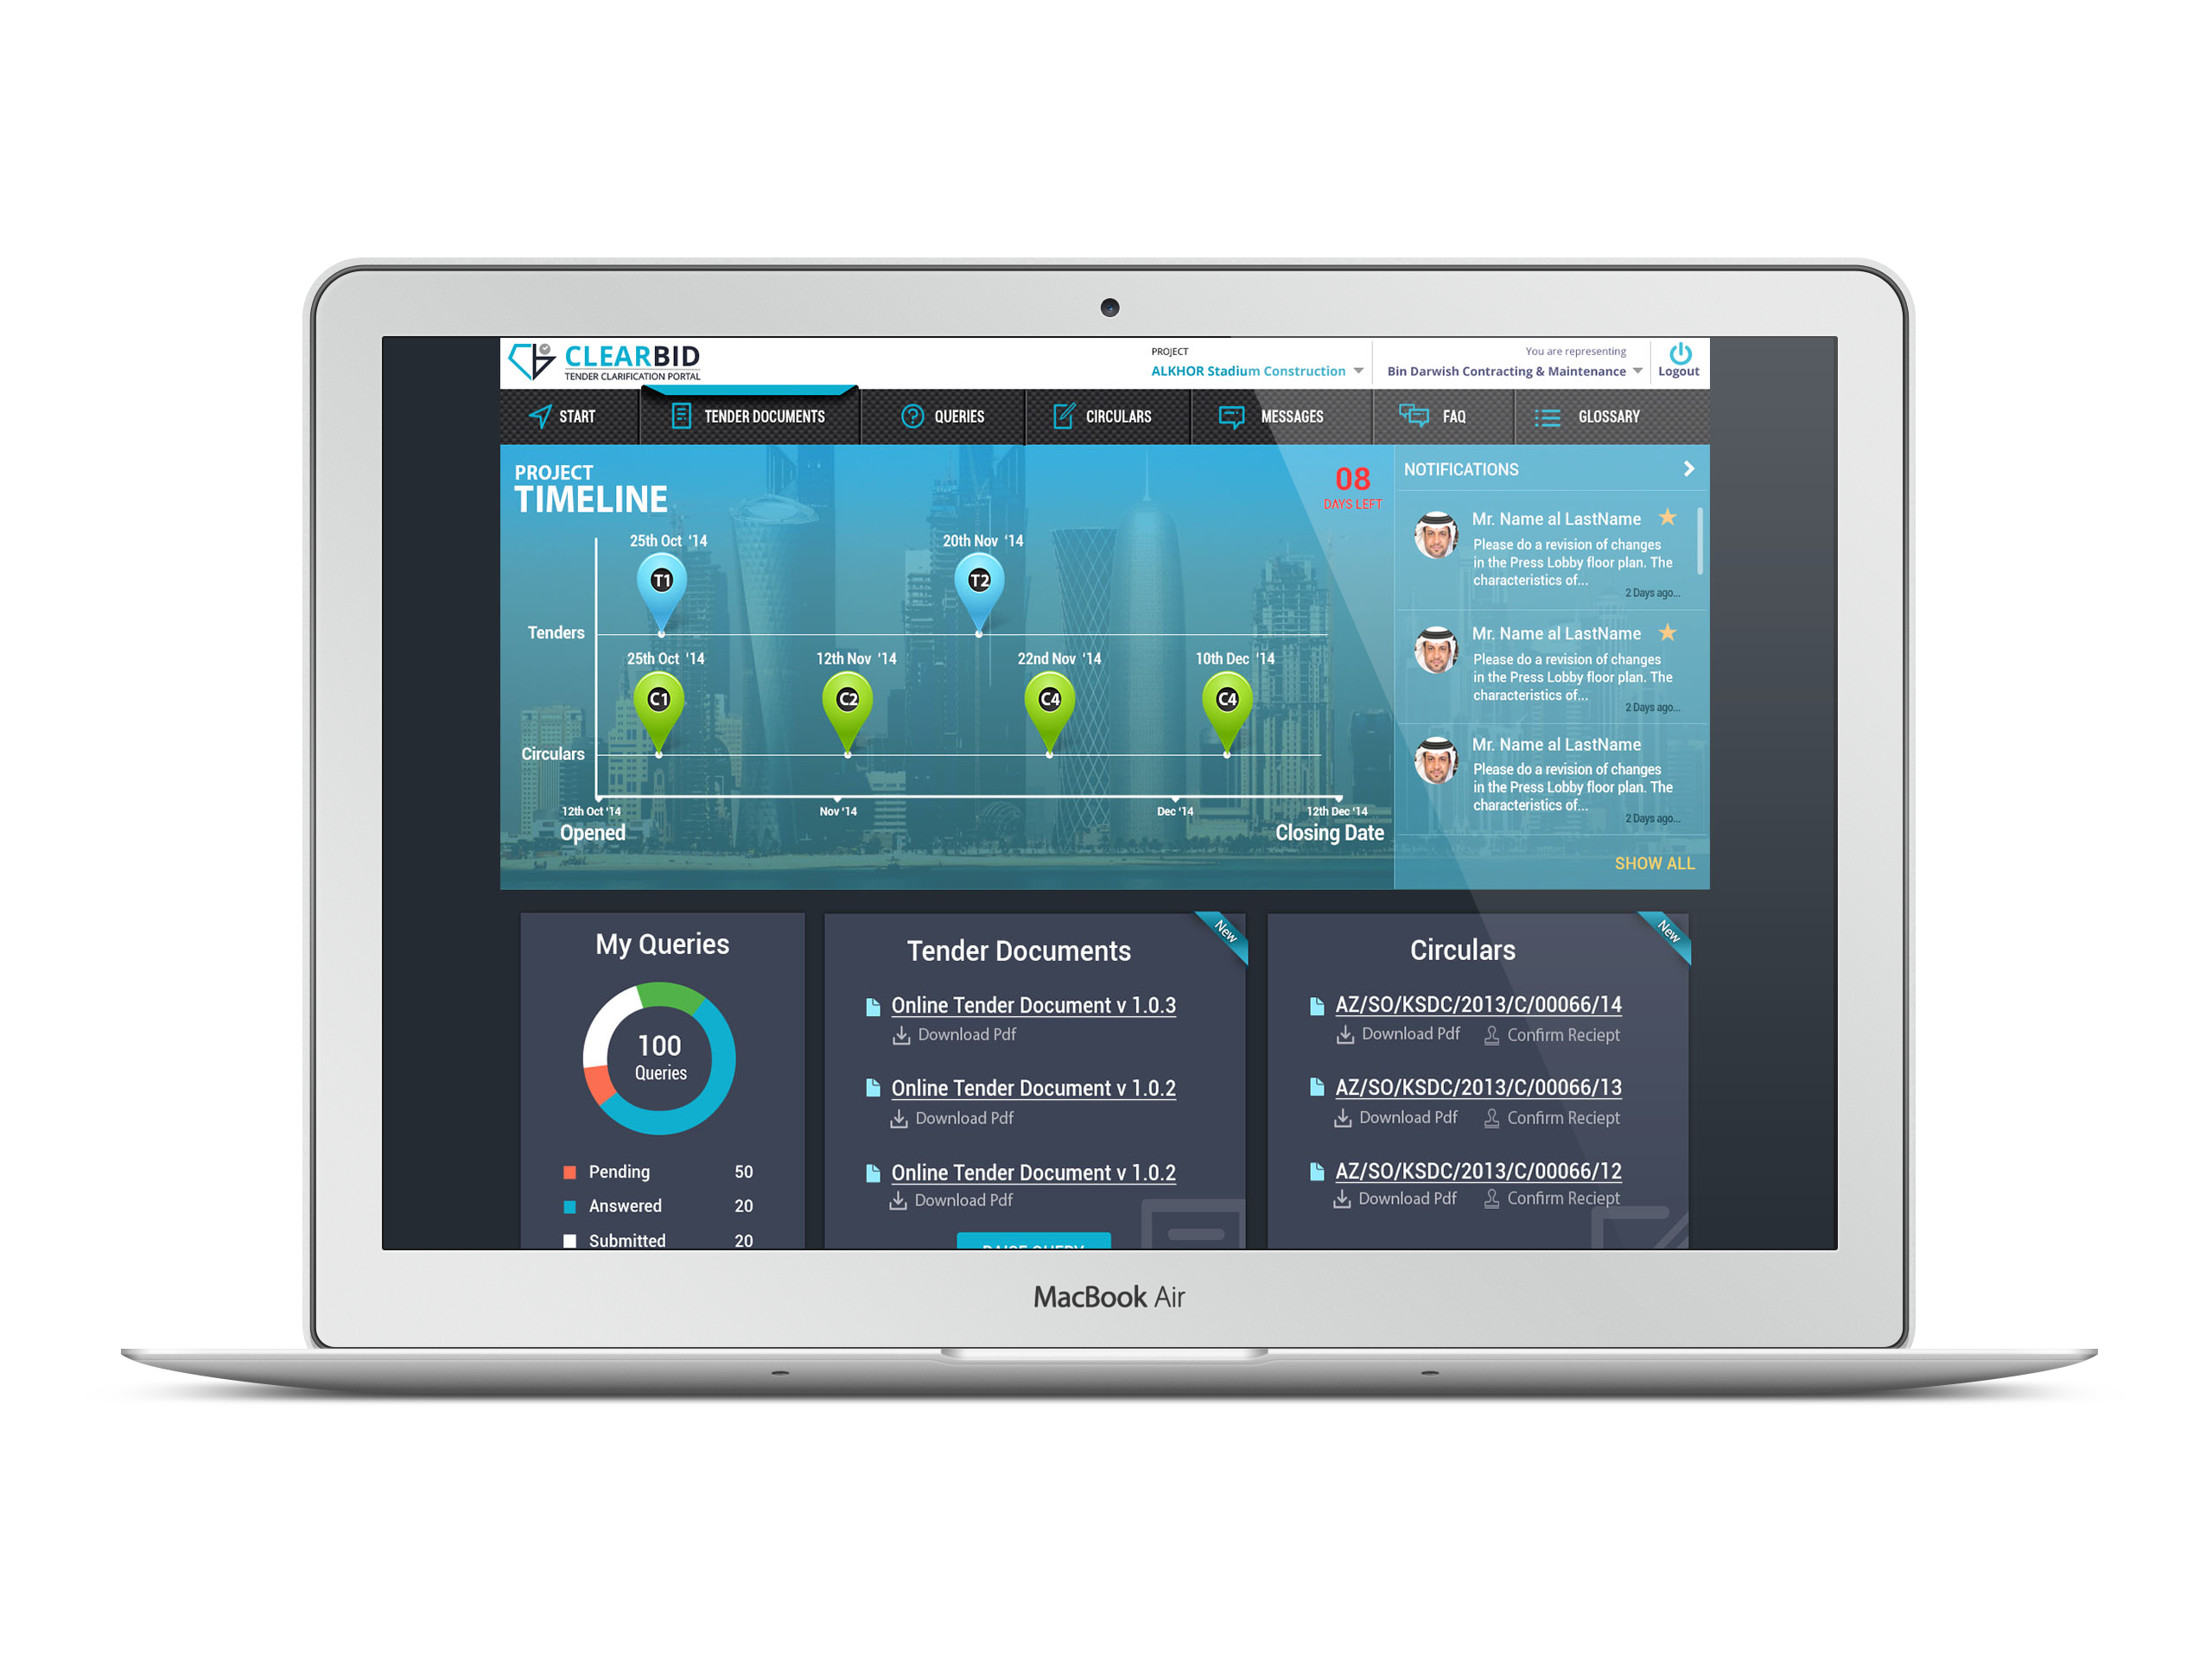 CLEARBID
TENDER CLARIFICATION PORTAL
PROJECT
ALKHOR Stadium Construction
You are representing
Bin Darwish Contracting & Maintenance
Logout
START
TENDER DOCUMENTS
QUERIES
CIRCULARS
MESSAGES
FAQ
GLOSSARY
PROJECT
TIMELINE
08
DAYS LEFT
25th Oct '14
20th Nov '14
T1
T2
Tenders
25th Oct '14
12th Nov '14
22nd Nov '14
10th Dec '14
C1
C2
C4
C4
Circulars
12th Oct '14
Nov '14
Dec '14
12th Dec '14
Opened
Closing Date
NOTIFICATIONS
Mr. Name al LastName
Please do a revision of changes
in the Press Lobby floor plan. The
characteristics of...
2 Days ago...
Mr. Name al LastName
Please do a revision of changes
in the Press Lobby floor plan. The
characteristics of...
2 Days ago...
Mr. Name al LastName
Please do a revision of changes
in the Press Lobby floor plan. The
characteristics of...
2 Days ago...
SHOW ALL
My Queries
100
Queries
Pending 50
Answered 20
Submitted 20
Tender Documents
New
Online Tender Document v 1.0.3
Download Pdf
Online Tender Document v 1.0.2
Download Pdf
Online Tender Document v 1.0.2
Download Pdf
RAISE QUERY
Circulars
New
AZ/SO/KSDC/2013/C/00066/14
Download Pdf Confirm Reciept
AZ/SO/KSDC/2013/C/00066/13
Download Pdf Confirm Reciept
AZ/SO/KSDC/2013/C/00066/12
Download Pdf Confirm Reciept
MacBook Air